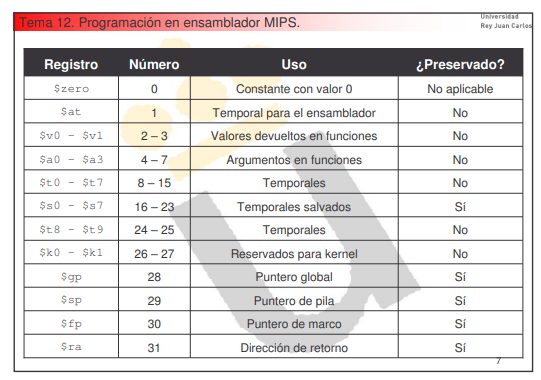 Tema 12. Programación en ensamblador MIPS.
Universidad
Rey Juan Carlos
Registro Número Uso ¿Preservado?
$zero 0 Constante con valor 0 No aplicable
$at 1 Temporal para el ensamblador No
$v0 - $v1 2 – 3 Valores devueltos en funciones No
$a0 - $a3 4 – 7 Argumentos en funciones No
$t0 - $t7 8 – 15 Temporales No
$s0 - $s7 16 – 23 Temporales salvados Sí
$t8 - $t9 24 – 25 Temporales No
$k0 - $k1 26 – 27 Reservados para kernel No
$gp 28 Puntero global Sí
$sp 29 Puntero de pila Sí
$fp 30 Puntero de marco Sí
$ra 31 Dirección de retorno Sí
7